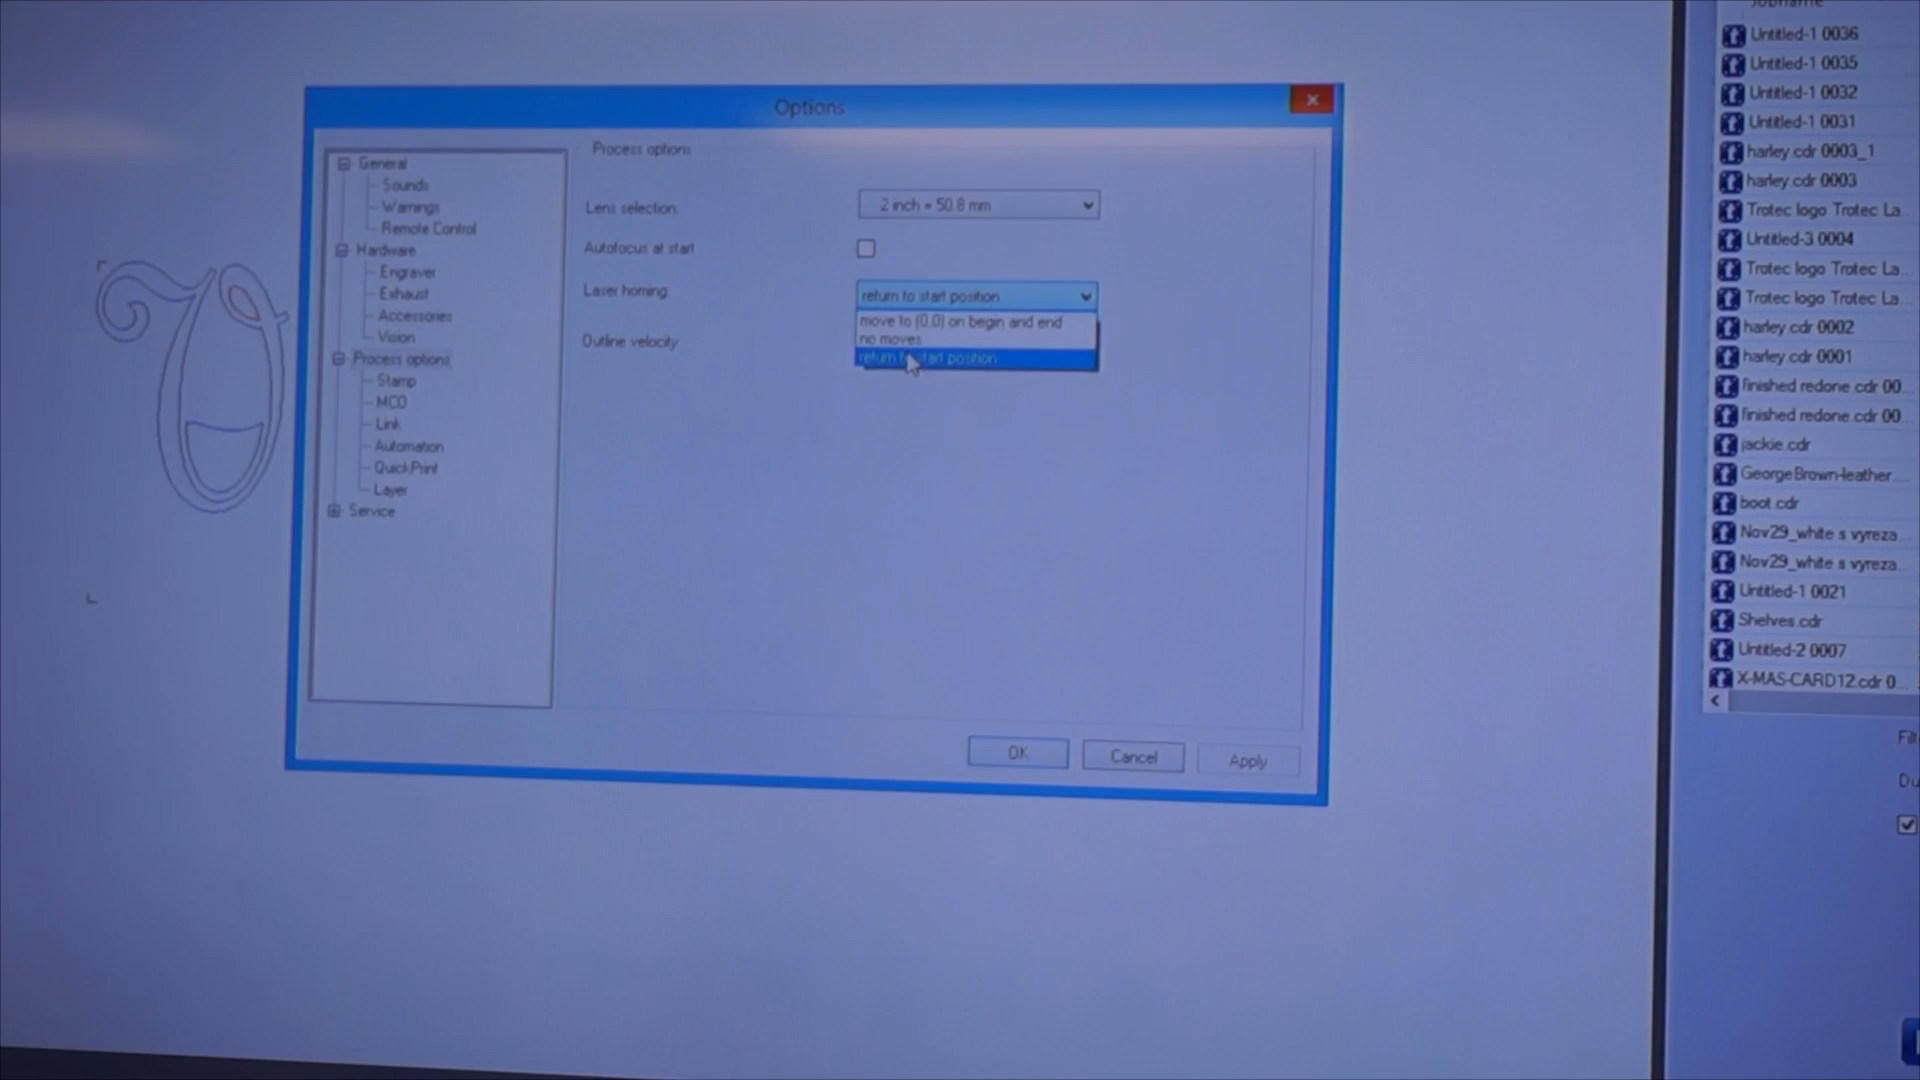 Options
General
Sounds
Warnings
Remote Control
Hardware
Engraver
Exhaust
Accessories
Vision
Process options
Stamp
MCO
Link
Automation
QuickPrint
Layer
Service
Process options
Lens selection
2 inch = 50.8 mm
Autofocus at start
Laser homing
return to start position
move to (0,0) on begin and end
no moves
return to start position
Outline velocity
OK
Cancel
Apply
Jobname
Untitled-1 0036
Untitled-1 0035
Untitled-1 0032
Untitled-1 0031
harley.cdr 0003_1
harley.cdr 0003
Trotec logo Trotec La...
Untitled-3 0004
Trotec logo Trotec La...
Trotec logo Trotec La...
harley.cdr 0002
harley.cdr 0001
finished redone.cdr 00...
finished redone.cdr 00...
jackie.cdr
GeorgeBrown-leather....
boot.cdr
Nov29_white s vyreza...
Nov29_white s vyreza...
Untitled-1 0021
Shelves.cdr
Untitled-2 0007
X-MAS-CARD12.cdr 0...